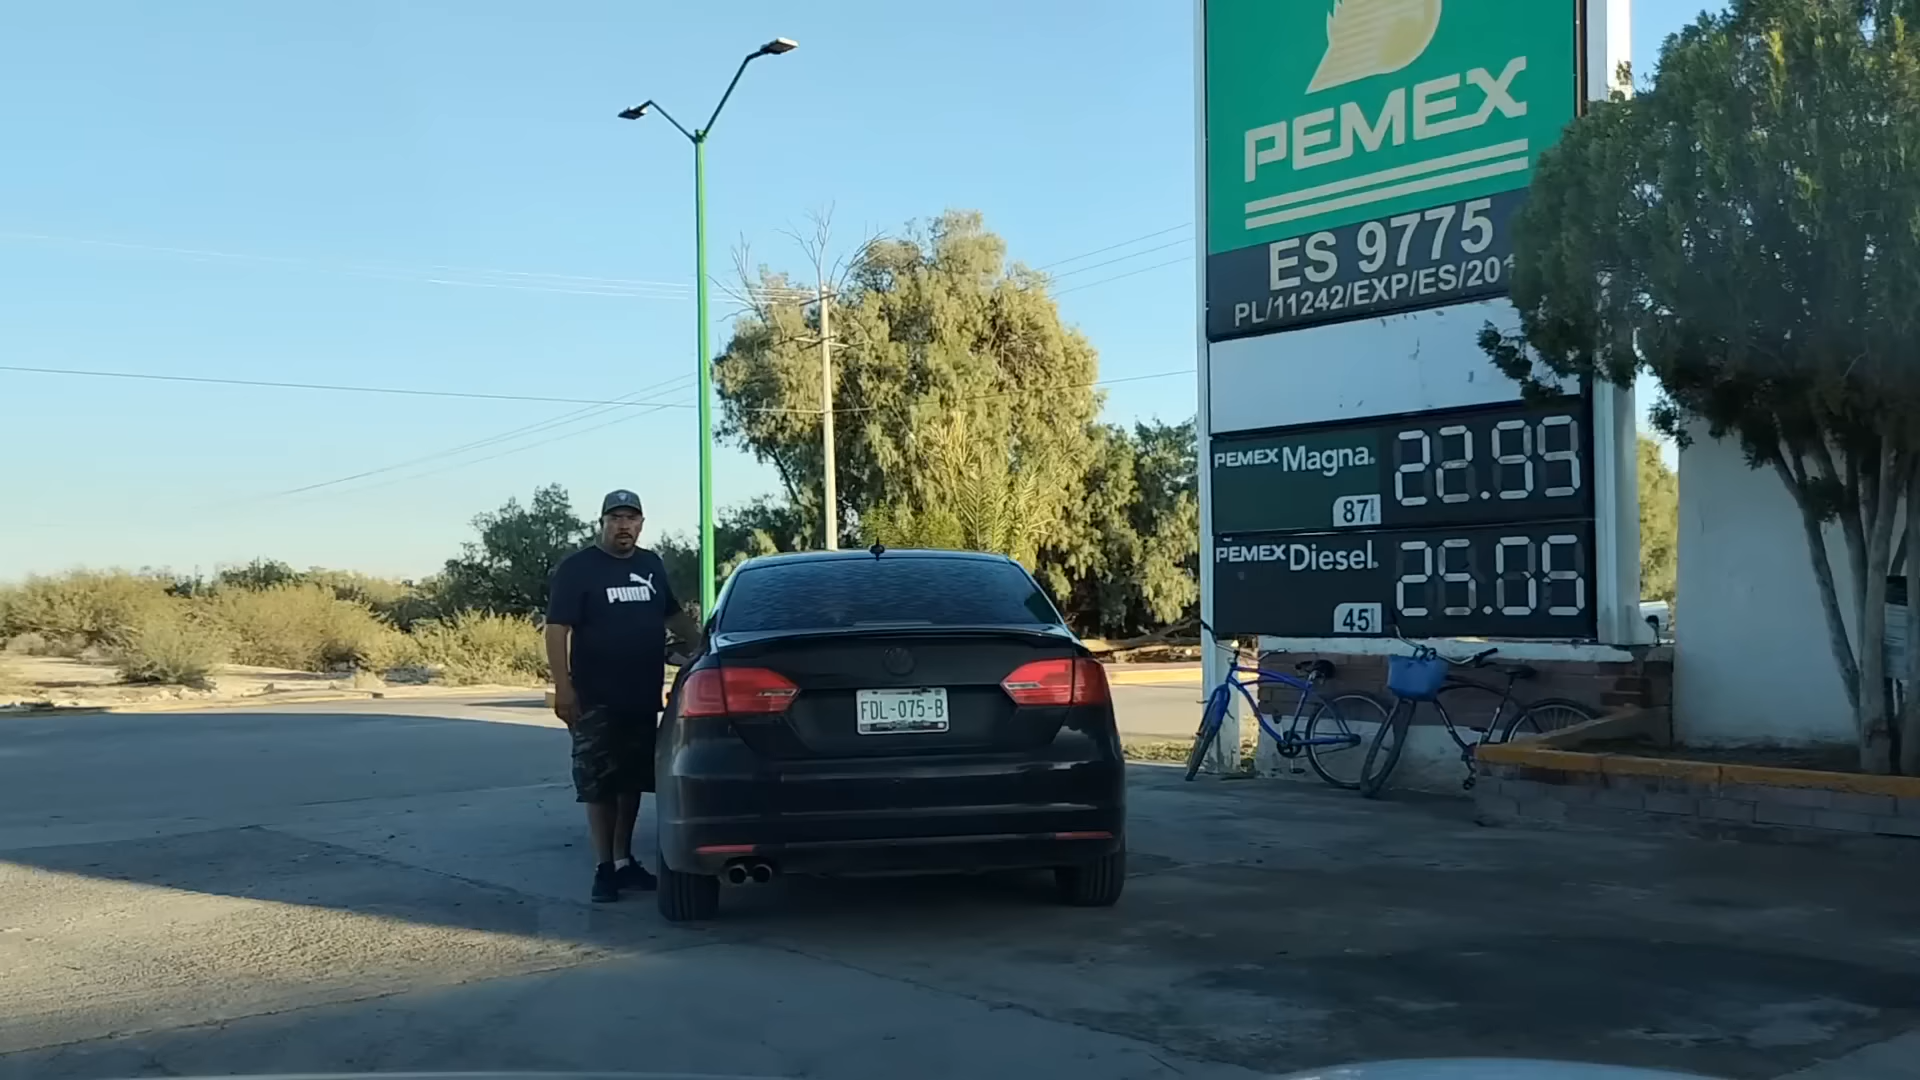 PEMEX
ES 9775
PL/11242/EXP/ES/201
PEMEX Magna
87
22.99
PEMEX Diesel
45
25.05
PUMA
FDL-075-B